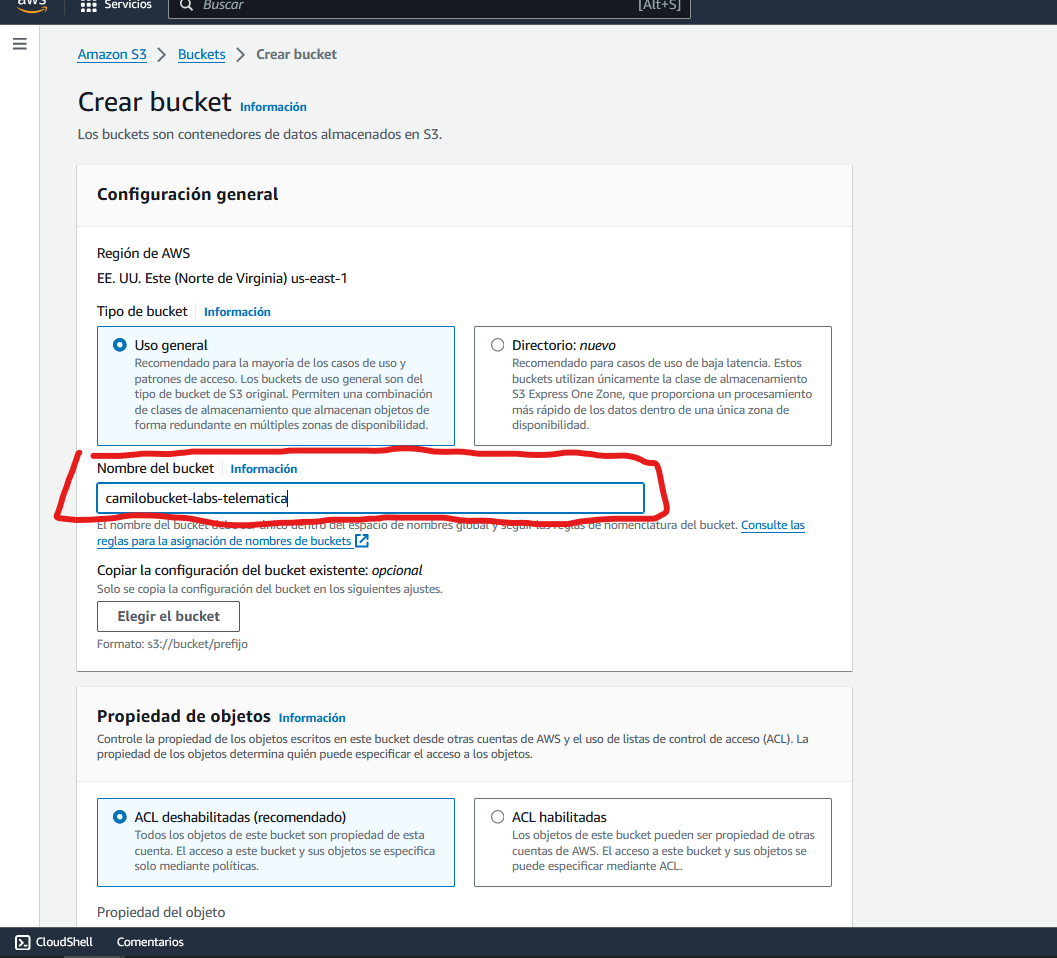 aws Servicios Buscar [Alt+S]
Amazon S3 > Buckets > Crear bucket
Crear bucket Información
Los buckets son contenedores de datos almacenados en S3.
Configuración general
Región de AWS
EE. UU. Este (Norte de Virginia) us-east-1
Tipo de bucket Información
Uso general
Recomendado para la mayoría de los casos de uso y
patrones de acceso. Los buckets de uso general son del
tipo de bucket de S3 original. Permiten una combinación
de clases de almacenamiento que almacenan objetos de
forma redundante en múltiples zonas de disponibilidad.
Directorio: nuevo
Recomendado para casos de uso de baja latencia. Estos
buckets utilizan únicamente la clase de almacenamiento
S3 Express One Zone, que proporciona un procesamiento
más rápido de los datos dentro de una única zona de
disponibilidad.
Nombre del bucket Información
camilobucket-labs-telematica
El nombre del bucket debe ser único dentro del espacio de nombres global y seguir las reglas de nomenclatura del bucket. Consulte las
reglas para la asignación de nombres de buckets
Copiar la configuración del bucket existente: opcional
Solo se copia la configuración del bucket en los siguientes ajustes.
Elegir el bucket
Formato: s3://bucket/prefijo
Propiedad de objetos Información
Controle la propiedad de los objetos escritos en este bucket desde otras cuentas de AWS y el uso de listas de control de acceso (ACL). La
propiedad de los objetos determina quién puede especificar el acceso a los objetos.
ACL deshabilitadas (recomendado)
Todos los objetos de este bucket son propiedad de esta
cuenta. El acceso a este bucket y sus objetos se especifica
solo mediante políticas.
ACL habilitadas
Los objetos de este bucket pueden ser propiedad de otras
cuentas de AWS. El acceso a este bucket y sus objetos se
puede especificar mediante ACL.
Propiedad del objeto
CloudShell Comentarios